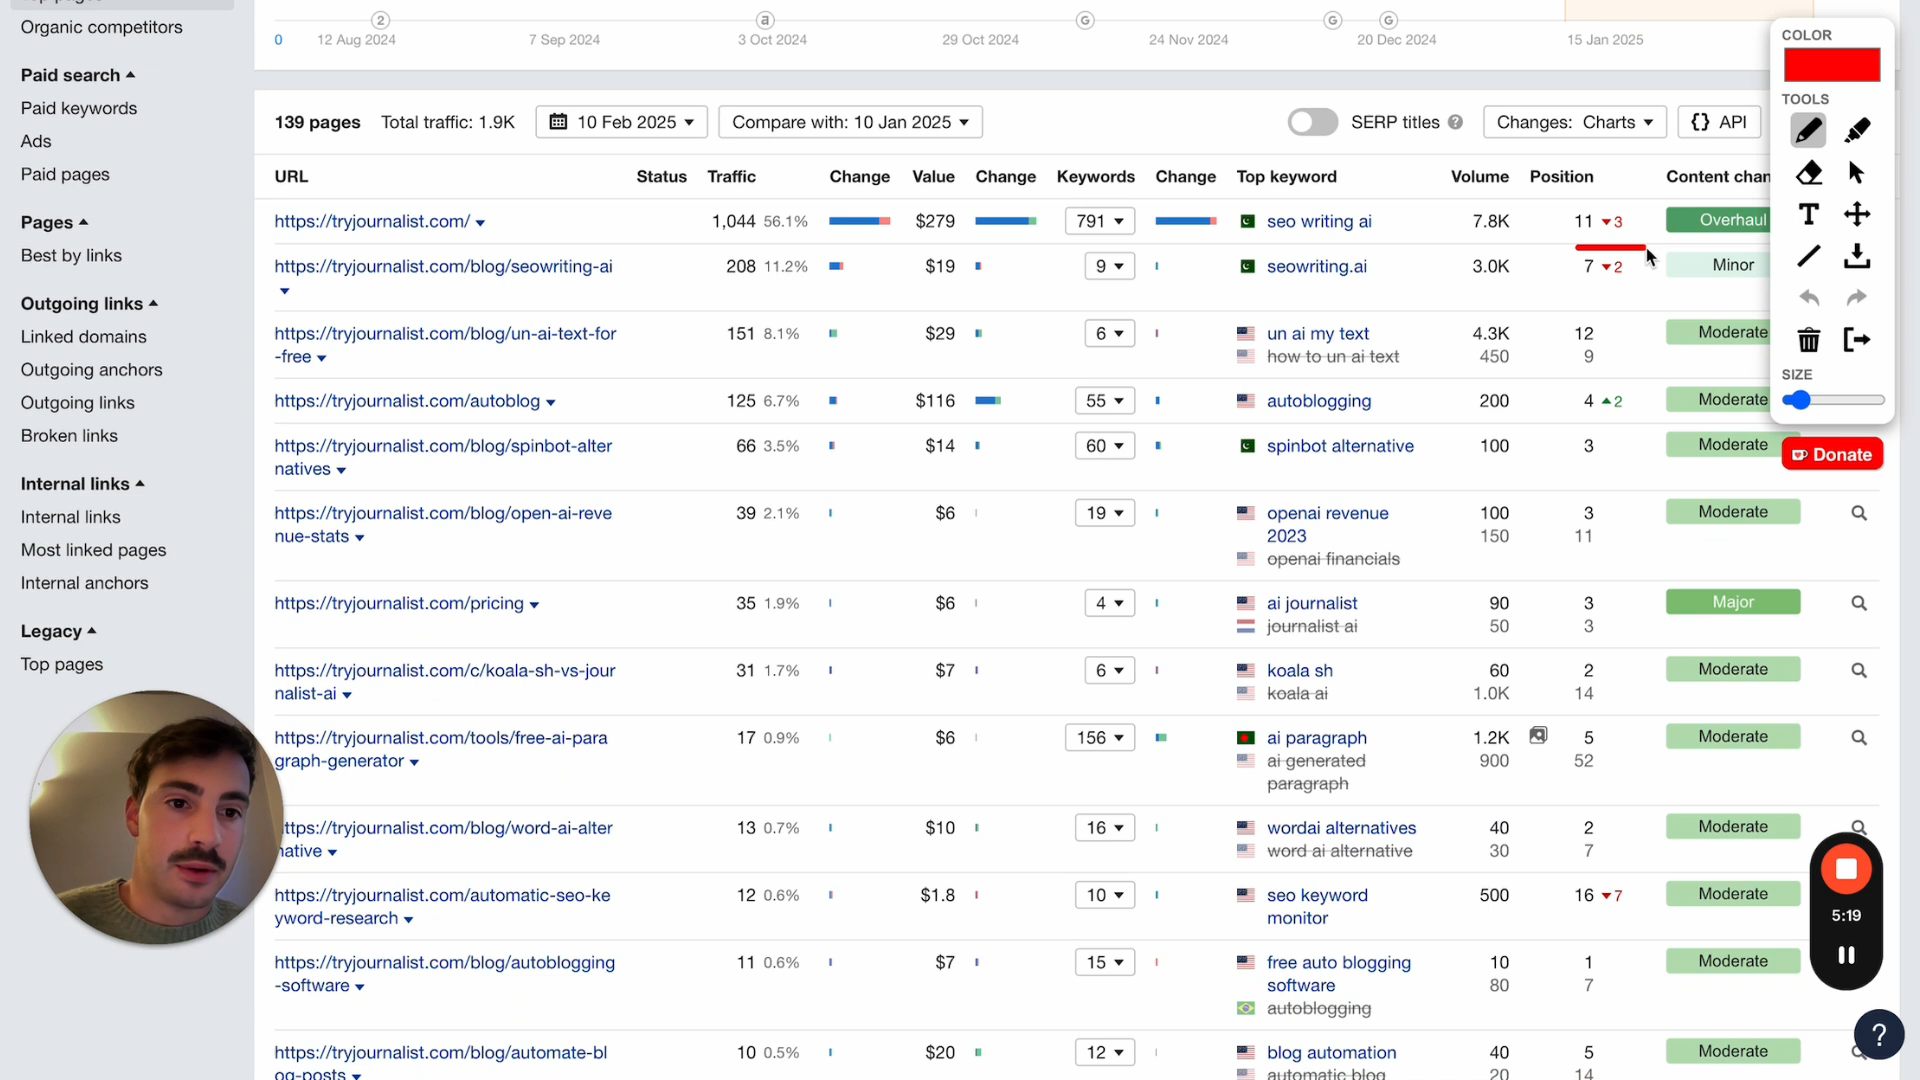 Top pages
Organic competitors
Paid search
Paid keywords
Ads
Paid pages
Pages
Best by links
Outgoing links
Linked domains
Outgoing anchors
Outgoing links
Broken links
Internal links
Internal links
Most linked pages
Internal anchors
Legacy
Top pages
2 a G G G
0 12 Aug 2024 7 Sep 2024 3 Oct 2024 29 Oct 2024 24 Nov 2024 20 Dec 2024 15 Jan 2025
139 pages Total traffic: 1.9K 10 Feb 2025 Compare with: 10 Jan 2025 SERP titles ? Changes: Charts {} API
URL Status Traffic Change Value Change Keywords Change Top keyword Volume Position Content chan
https://tryjournalist.com/ 1,044 56.1% $279 791 seo writing ai 7.8K 11 3 Overhaul
https://tryjournalist.com/blog/seowriting-ai 208 11.2% $19 9 seowriting.ai 3.0K 7 2 Minor
https://tryjournalist.com/blog/un-ai-text-for 151 8.1% $29 6 un ai my text 4.3K 12 Moderate
-free how to un ai text 450 9
https://tryjournalist.com/autoblog 125 6.7% $116 55 autoblogging 200 4 2 Moderate
https://tryjournalist.com/blog/spinbot-alter 66 3.5% $14 60 spinbot alternative 100 3 Moderate
natives
https://tryjournalist.com/blog/open-ai-reve 39 2.1% $6 19 openai revenue 100 3 Moderate
nue-stats 2023 150 11
openai financials
https://tryjournalist.com/pricing 35 1.9% $6 4 ai journalist 90 3 Major
journalist ai 50 3
https://tryjournalist.com/c/koala-sh-vs-jour 31 1.7% $7 6 koala sh 60 2 Moderate
nalist-ai koala ai 1.0K 14
https://tryjournalist.com/tools/free-ai-para 17 0.9% $6 156 ai paragraph 1.2K 5 Moderate
graph-generator ai generated 900 52
paragraph
ttps://tryjournalist.com/blog/word-ai-alter 13 0.7% $10 16 wordai alternatives 40 2 Moderate
native word ai alternative 30 7
https://tryjournalist.com/automatic-seo-ke 12 0.6% $1.8 10 seo keyword 500 16 7 Moderate
yword-research monitor
https://tryjournalist.com/blog/autoblogging 11 0.6% $7 15 free auto blogging 10 1 Moderate
-software software 80 7
autoblogging
https://tryjournalist.com/blog/automate-bl 10 0.5% $20 12 blog automation 40 5 Moderate
og-posts automatic blog 20 14
COLOR
TOOLS
T
SIZE
Donate
5:19
?